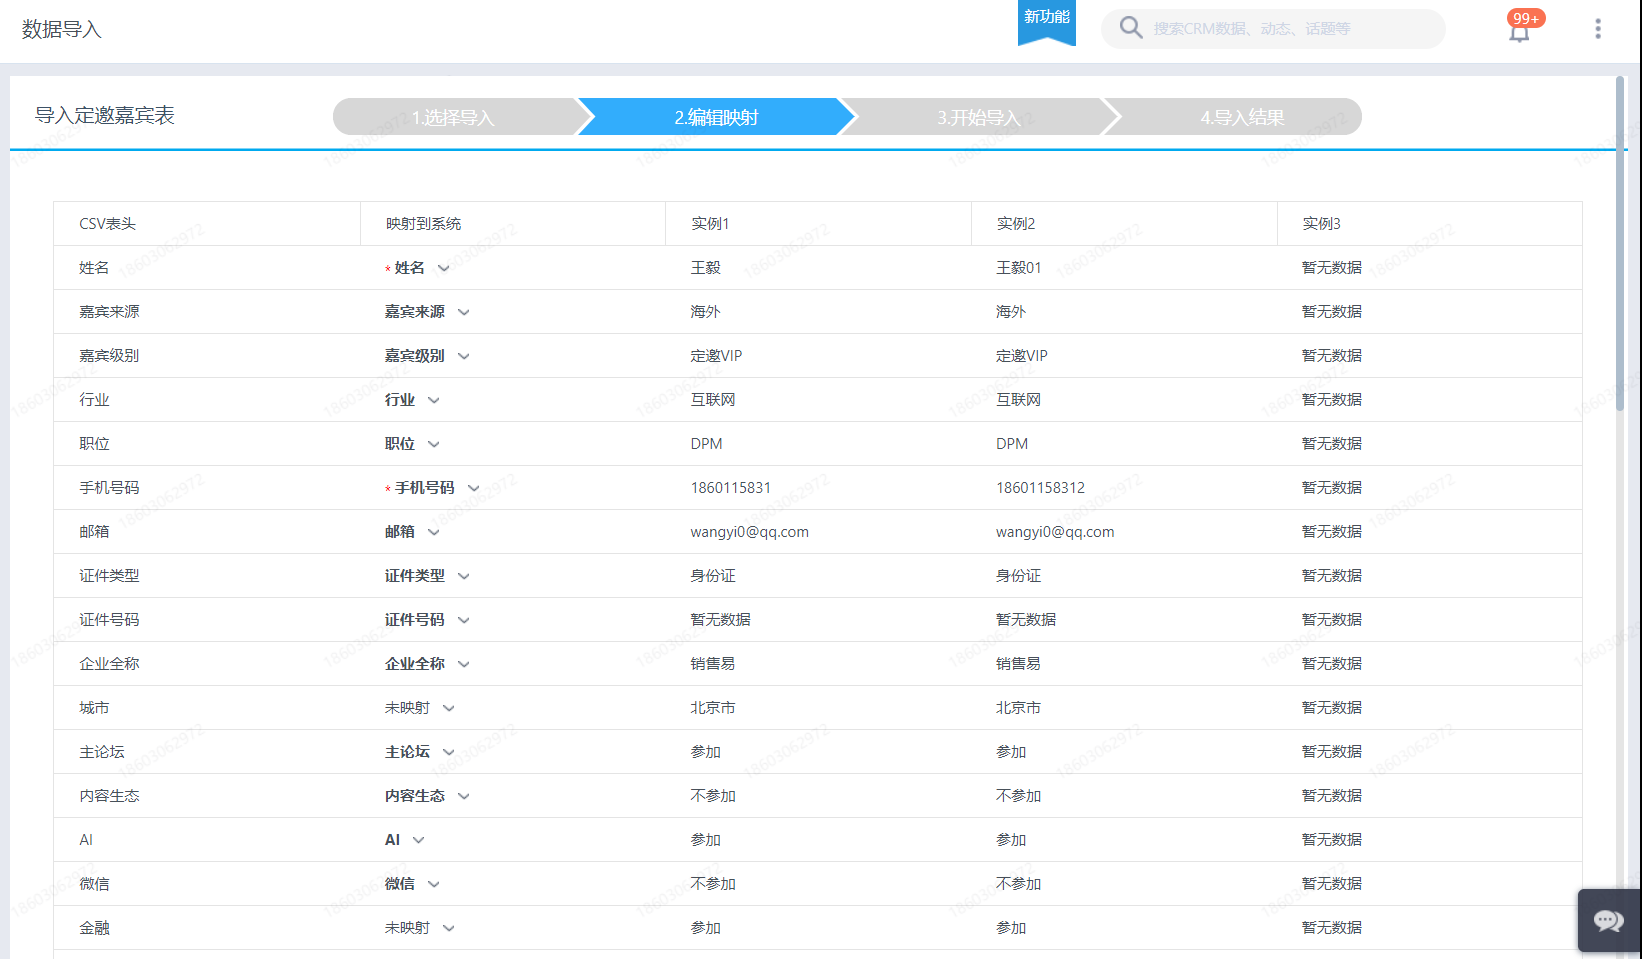 数据导入
新功能
搜索CRM数据、动态、话题等
99+
导入定邀嘉宾表
1.选择导入
2.编辑映射
3.开始导入
4.导入结果
CSV表头 映射到系统 实例1 实例2 实例3
姓名 * 姓名 王毅 王毅01 暂无数据
嘉宾来源 嘉宾来源 海外 海外 暂无数据
嘉宾级别 嘉宾级别 定邀VIP 定邀VIP 暂无数据
行业 行业 互联网 互联网 暂无数据
职位 职位 DPM DPM 暂无数据
手机号码 * 手机号码 1860115831 18601158312 暂无数据
邮箱 邮箱 wangyi0@qq.com wangyi0@qq.com 暂无数据
证件类型 证件类型 身份证 身份证 暂无数据
证件号码 证件号码 暂无数据 暂无数据 暂无数据
企业全称 企业全称 销售易 销售易 暂无数据
城市 未映射 北京市 北京市 暂无数据
主论坛 主论坛 参加 参加 暂无数据
内容生态 内容生态 不参加 不参加 暂无数据
AI AI 参加 参加 暂无数据
微信 微信 不参加 不参加 暂无数据
金融 未映射 参加 参加 暂无数据
18603062972